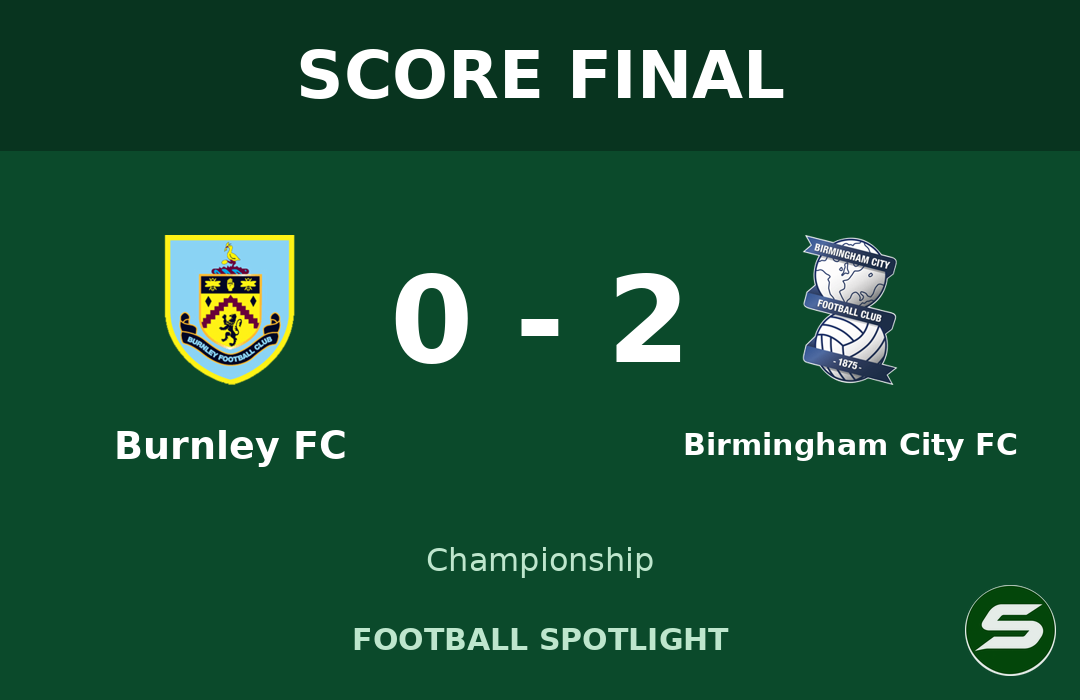 SCORE FINAL
BURNLEY FOOTBALL CLUB
0 - 2
BIRMINGHAM CITY
FOOTBALL CLUB
- 1875 -
Burnley FC
Birmingham City FC
Championship
FOOTBALL SPOTLIGHT
S